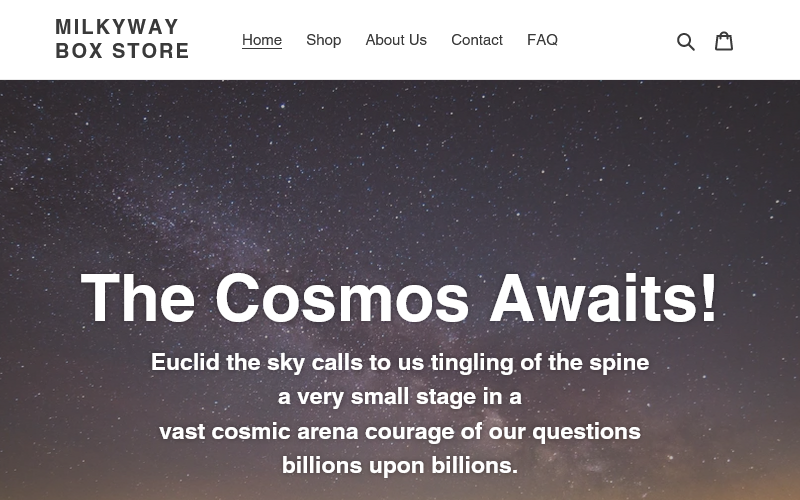 MILKYWAY
BOX STORE
Home Shop About Us Contact FAQ
The Cosmos Awaits!
Euclid the sky calls to us tingling of the spine
a very small stage in a
vast cosmic arena courage of our questions
billions upon billions.